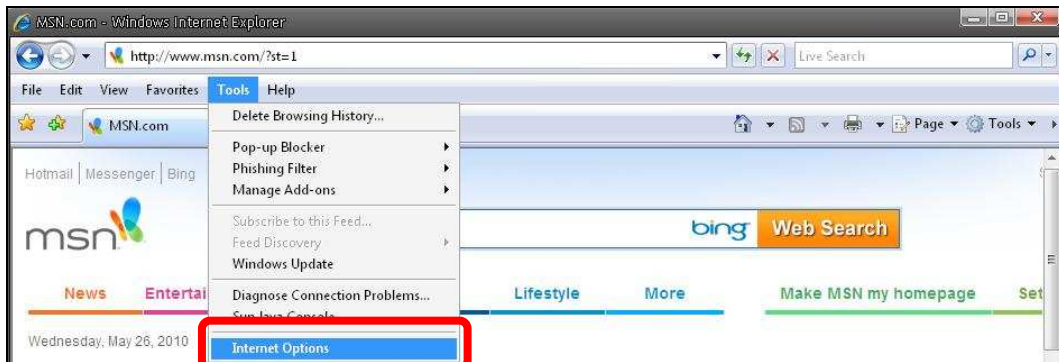 MSN.com - Windows Internet Explorer
http://www.msn.com/?st=1
Live Search
File Edit View Favorites Tools Help
MSN.com
Page Tools
Delete Browsing History...
Pop-up Blocker
Phishing Filter
Manage Add-ons
Subscribe to this Feed...
Feed Discovery
Windows Update
Diagnose Connection Problems...
Sun Java Console
Internet Options
Hotmail | Messenger | Bing
msn
bing Web Search
News Entertai Lifestyle More Make MSN my homepage Set
Wednesday, May 26, 2010